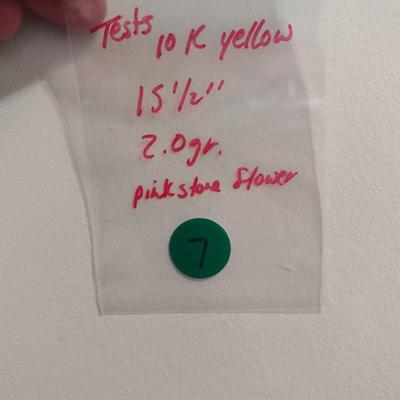 Tests 10 K yellow
15 1/2"
2.0gr.
pink stone flower
7